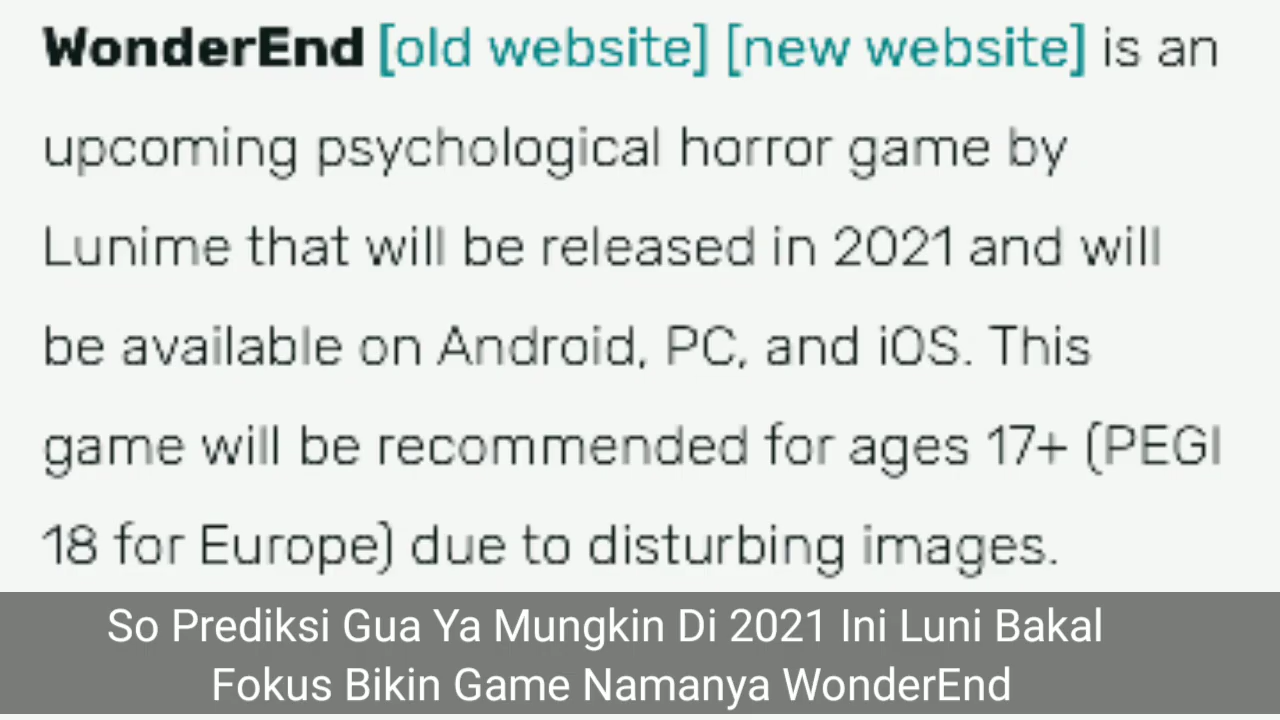 WonderEnd [old website] [new website] is an
upcoming psychological horror game by
Lunime that will be released in 2021 and will
be available on Android, PC, and iOS. This
game will be recommended for ages 17+ (PEGI
18 for Europe) due to disturbing images.
So Prediksi Gua Ya Mungkin Di 2021 Ini Luni Bakal
Fokus Bikin Game Namanya WonderEnd